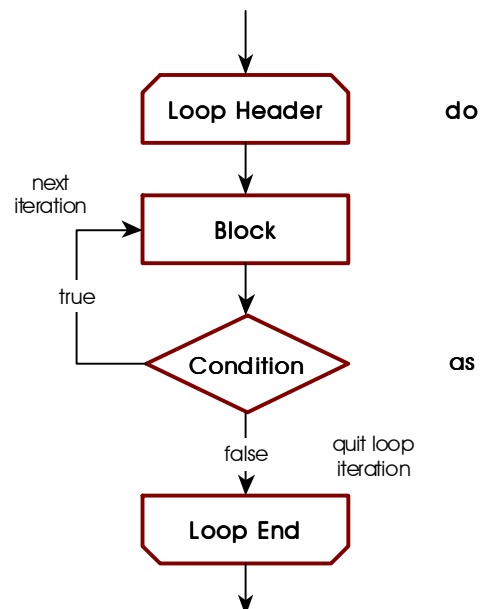 Loop Header
do
next
iteration
Block
true
Condition
as
false
quit loop
iteration
Loop End